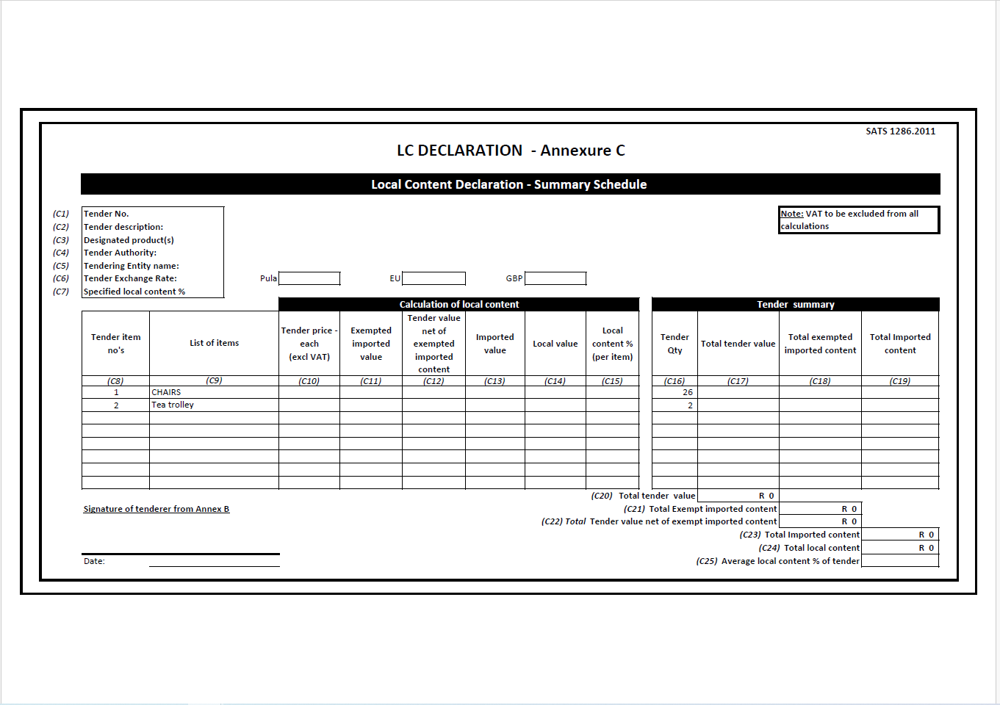 SATS 1286.2011
LC DECLARATION - Annexure C
Local Content Declaration - Summary Schedule
(C1) Tender No.
Note: VAT to be excluded from all
calculations
(C2) Tender description:
(C3) Designated product(s)
(C4) Tender Authority:
(C5) Tendering Entity name:
(C6) Tender Exchange Rate: Pula EU GBP
(C7) Specified local content %
Calculation of local content Tender summary
Tender item
no's
List of items
Tender price -
each
(excl VAT)
Exempted
imported
value
Tender value
net of
exempted
imported
content
Imported
value
Local value
Local
content %
(per item)
Tender
Qty
Total tender value
Total exempted
imported content
Total Imported
content
(C8) (C9) (C10) (C11) (C12) (C13) (C14) (C15) (C16) (C17) (C18) (C19)
1 CHAIRS 26
2 Tea trolley 2
(C20) Total tender value R 0
Signature of tenderer from Annex B
(C21) Total Exempt imported content R 0
(C22) Total Tender value net of exempt imported content R 0
(C23) Total Imported content R 0
(C24) Total local content R 0
Date:
(C25) Average local content % of tender